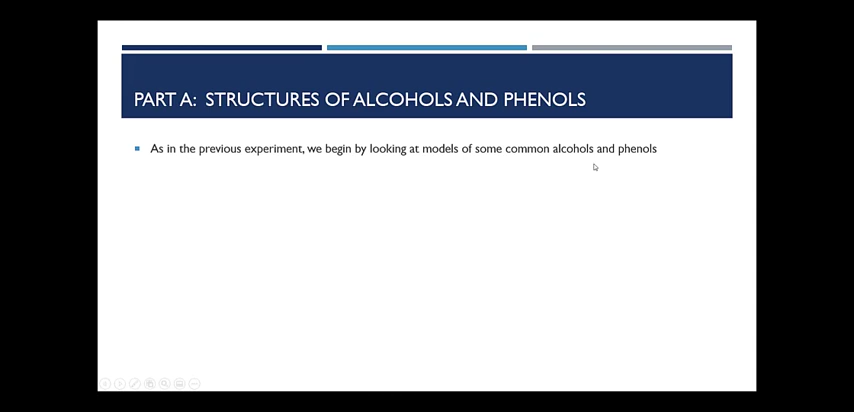 PART A: STRUCTURES OF ALCOHOLS AND PHENOLS
As in the previous experiment, we begin by looking at models of some common alcohols and phenols